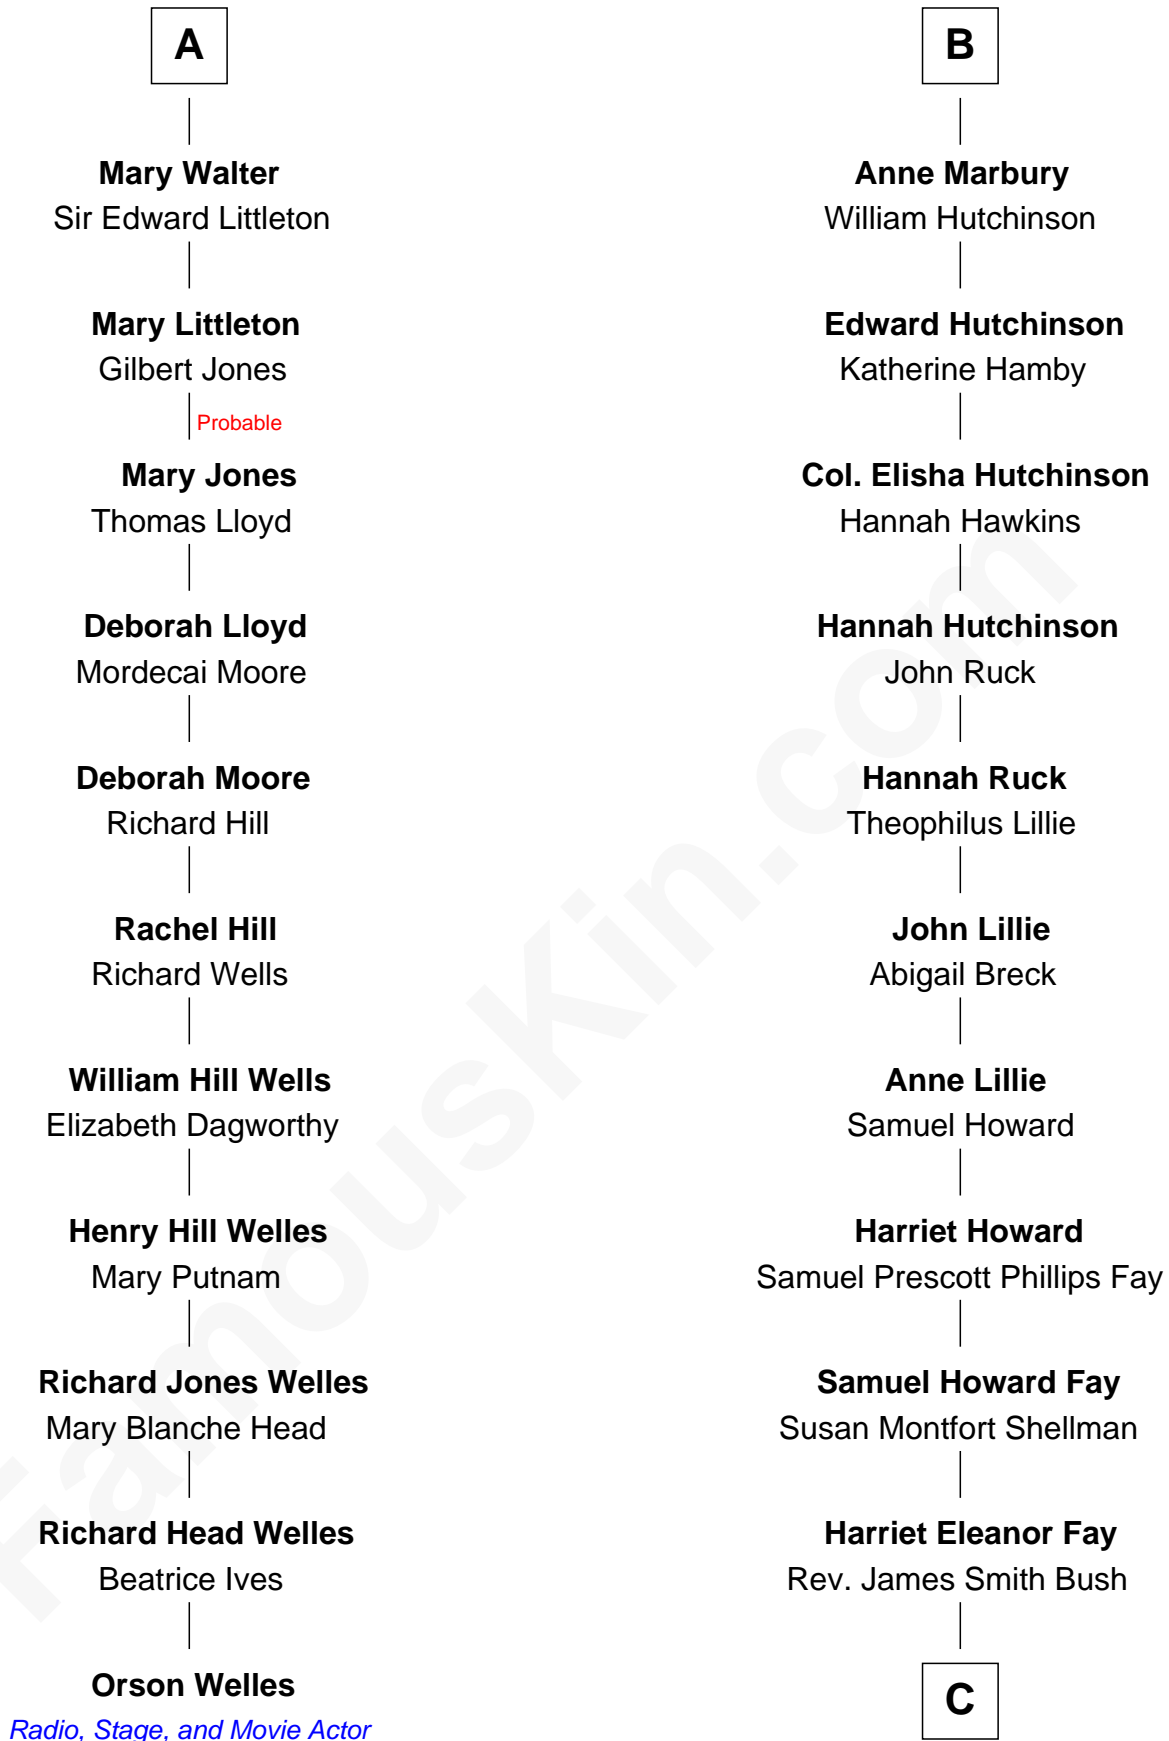 A
Mary Walter
Sir Edward Littleton
Mary Littleton
Gilbert Jones
Probable
Mary Jones
Thomas Lloyd
Deborah Lloyd
Mordecai Moore
Deborah Moore
Richard Hill
Rachel Hill
Richard Wells
William Hill Wells
Elizabeth Dagworthy
Henry Hill Welles
Mary Putnam
Richard Jones Welles
Mary Blanche Head
Richard Head Welles
Beatrice Ives
Orson Welles
Radio, Stage, and Movie Actor
B
Anne Marbury
William Hutchinson
Edward Hutchinson
Katherine Hamby
Col. Elisha Hutchinson
Hannah Hawkins
Hannah Hutchinson
John Ruck
Hannah Ruck
Theophilus Lillie
John Lillie
Abigail Breck
Anne Lillie
Samuel Howard
Harriet Howard
Samuel Prescott Phillips Fay
Samuel Howard Fay
Susan Montfort Shellman
Harriet Eleanor Fay
Rev. James Smith Bush
C
FamousKin.com